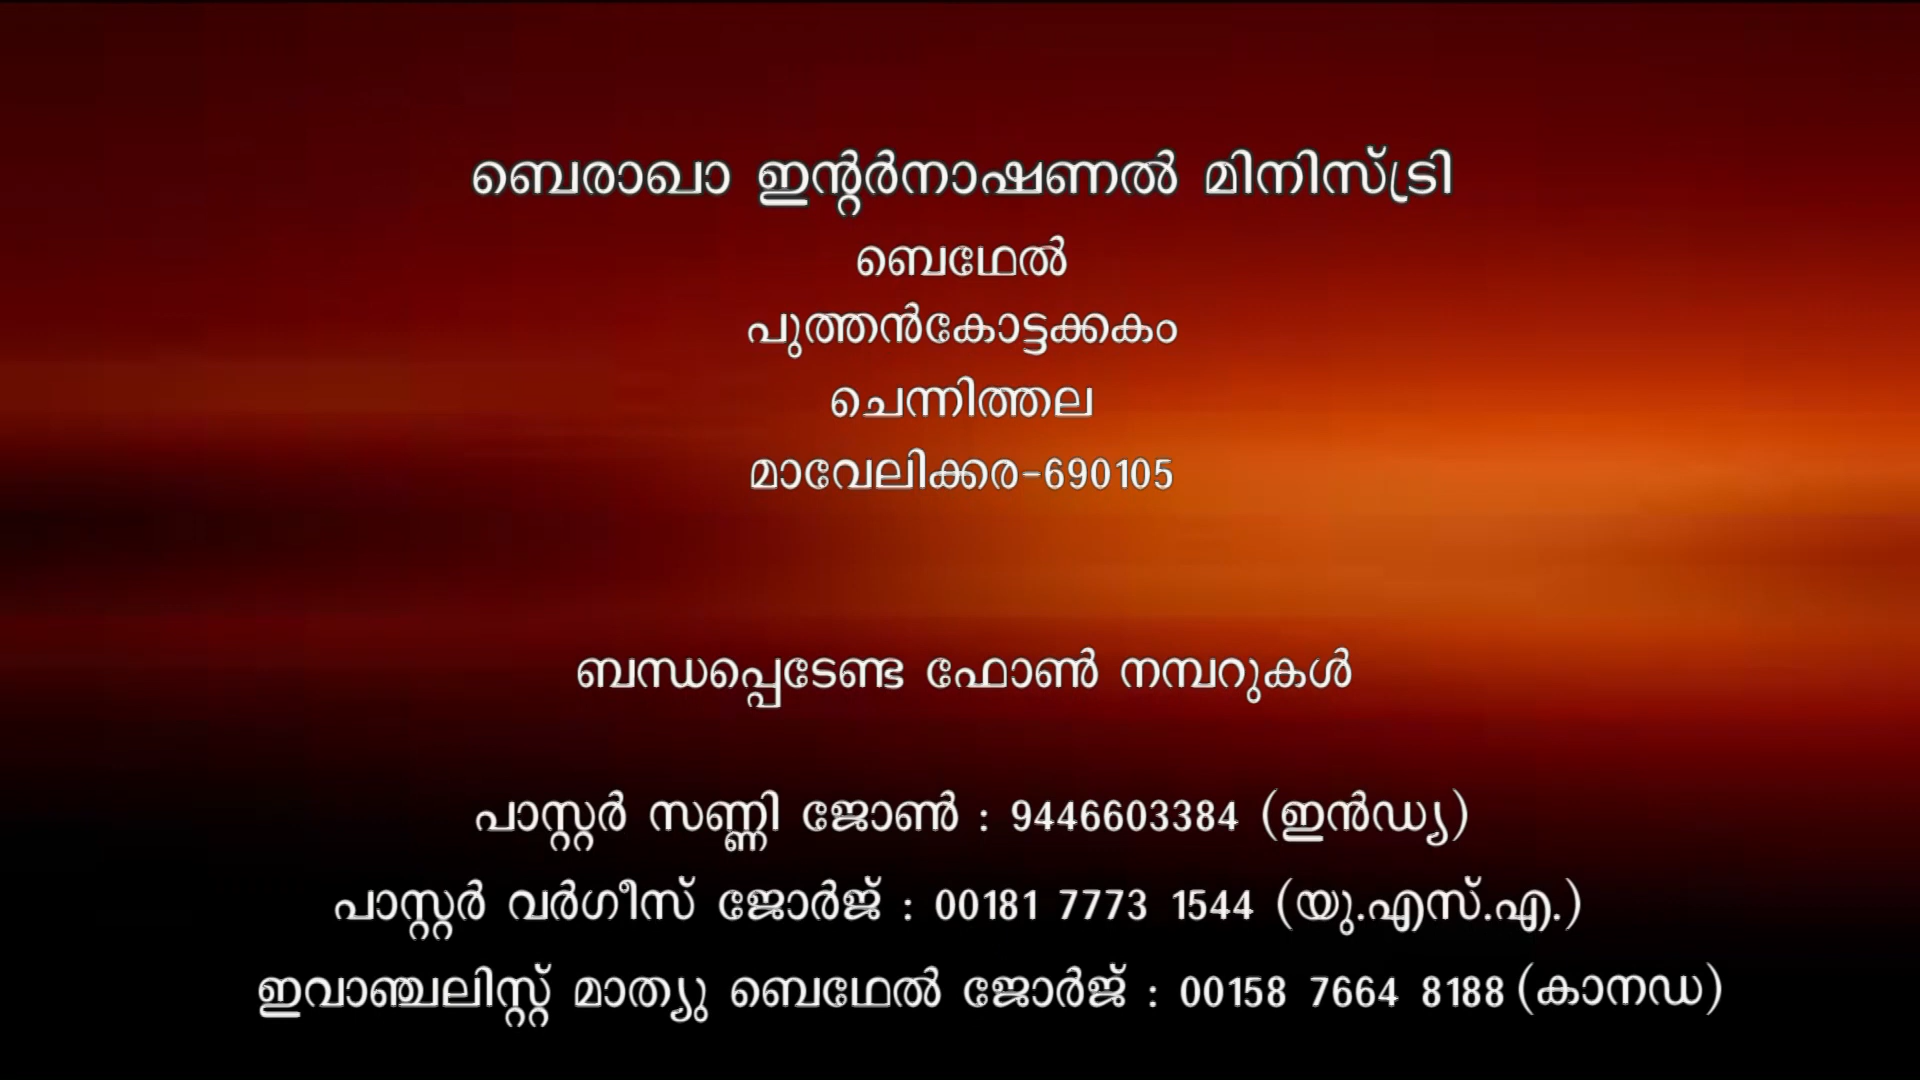 ബെരാഖാ ഇന്റർനാഷണൽ മിനിസ്ട്രി
ബെഥേൽ
പുത്തൻകോട്ടക്കകം
ചെന്നിത്തല
മാവേലിക്കര-690105
ബന്ധപ്പെടേണ്ട ഫോൺ നമ്പറുകൾ
പാസ്റ്റർ സണ്ണി ജോൺ : 9446603384 (ഇൻഡ്യ)
പാസ്റ്റർ വർഗീസ് ജോർജ് : 00181 7773 1544 (യു.എസ്.എ.)
ഇവാഞ്ചലിസ്റ്റ് മാത്യു ബെഥേൽ ജോർജ് : 00158 7664 8188 (കാനഡ)